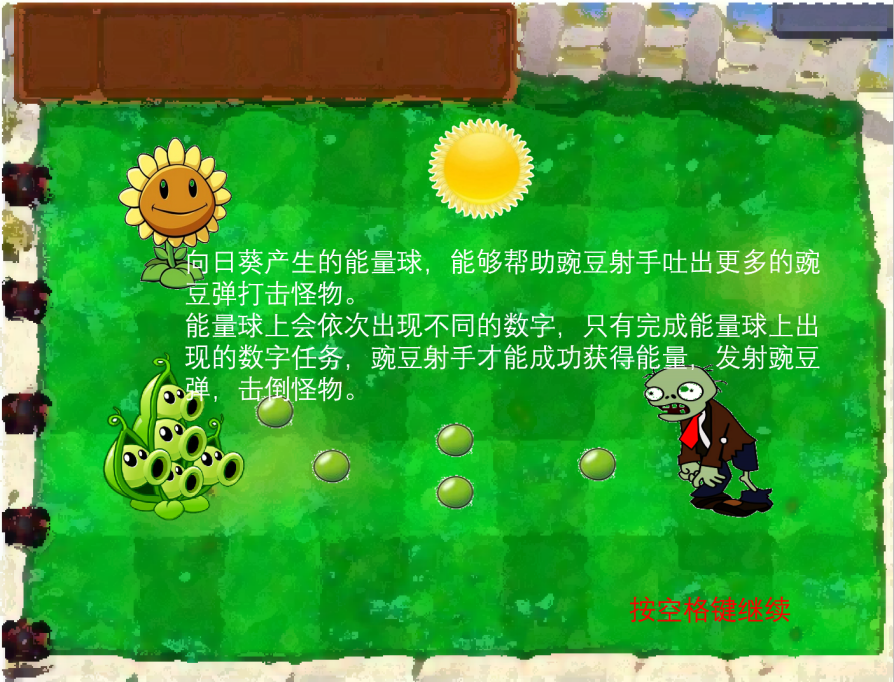 向日葵产生的能量球，能够帮助豌豆射手吐出更多的豌
豆弹打击怪物。
能量球上会依次出现不同的数字，只有完成能量球上出
现的数字任务，豌豆射手才能成功获得能量，发射豌豆
弹，击倒怪物。
按空格键继续